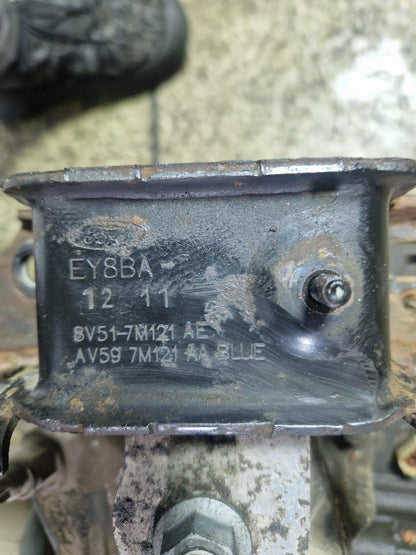 Ford
EY8BA -
12 11
8V51-7M121 AE
AV59 7M121 AA BLUE